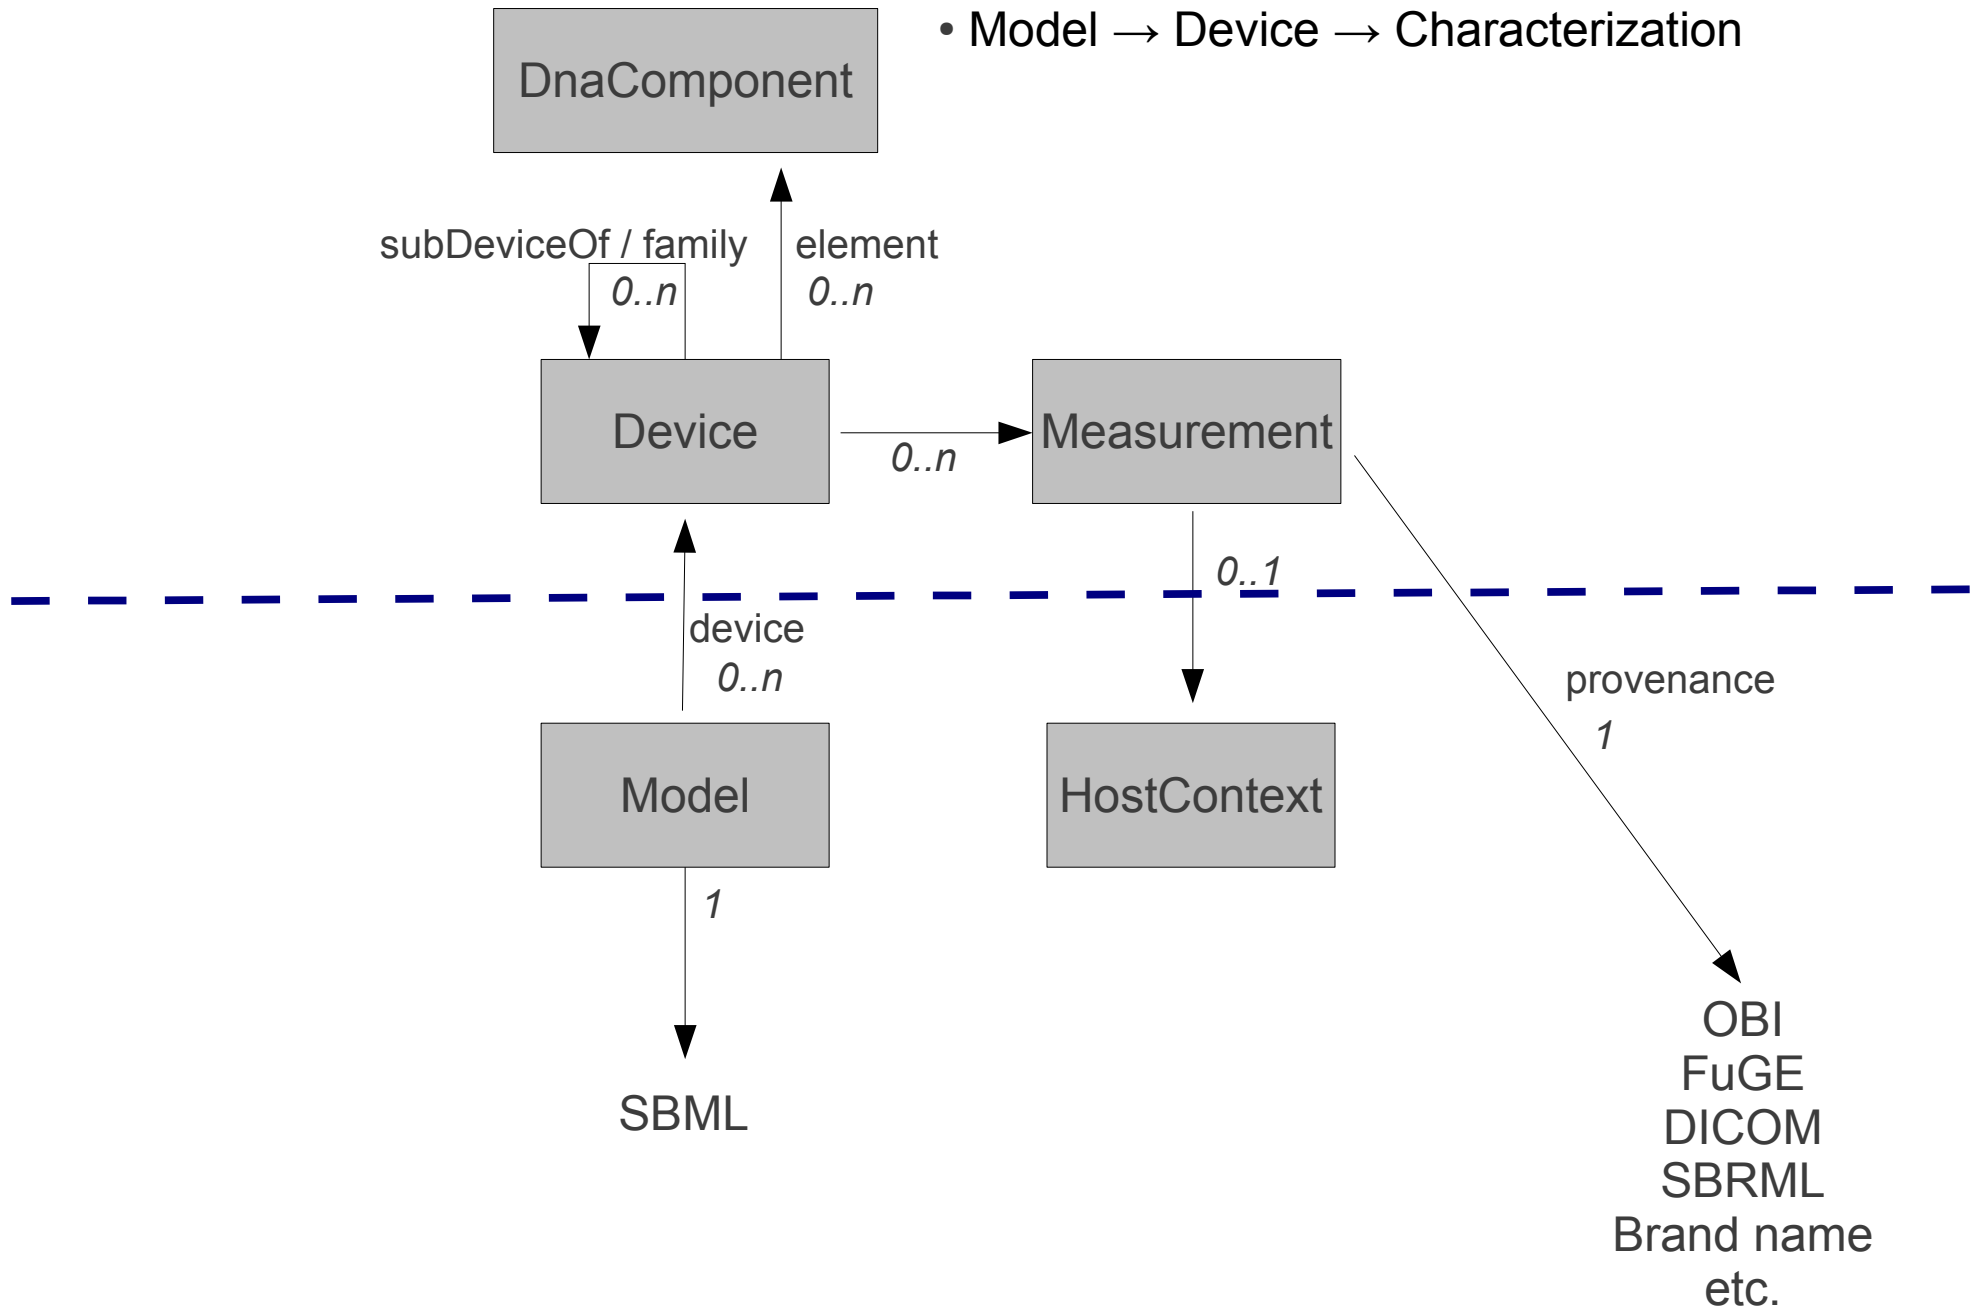 • Model → Device → Characterization
DnaComponent
subDeviceOf / family
element
0..n
0..n
Device
Measurement
0..n
0..1
device
0..n
provenance
1
Model
HostContext
1
SBML
OBI
FuGE
DICOM
SBRML
Brand name
etc.